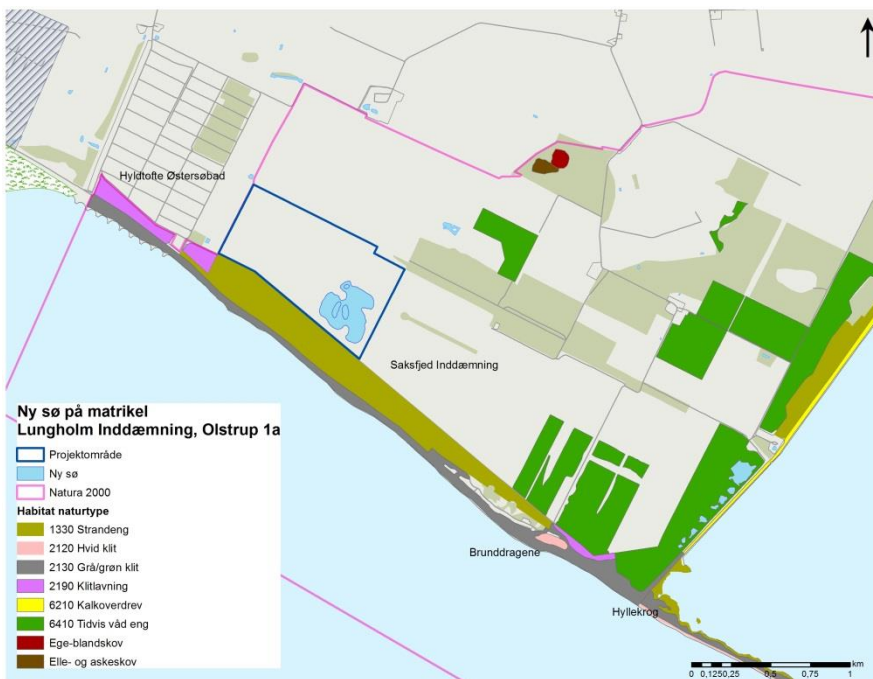 Hyldtofte Østersøbad
Saksfjed Inddæmning
Brunddragene
Hyllekrog
Ny sø på matrikel
Lungholm Inddæmning, Olstrup 1a
Projektområde
Ny sø
Natura 2000
Habitat naturtype
1330 Strandeng
2120 Hvid klit
2130 Grå/grøn klit
2190 Klitlavning
6210 Kalkoverdrev
6410 Tidvis våd eng
Ege-blandskov
Elle- og askeskov
km
0 0,1250,25 0,5 0,75 1